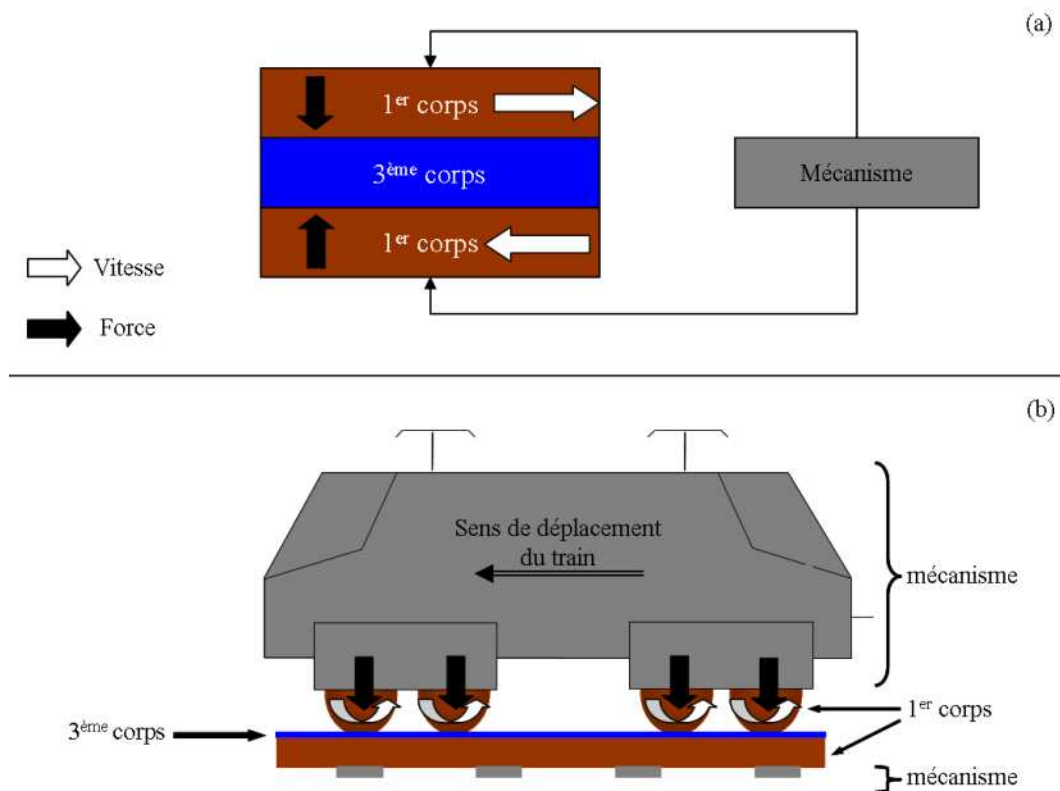 (a)
1er corps
3ème corps
Mécanisme
1er corps
Vitesse
Force
(b)
Sens de déplacement
du train
mécanisme
1er corps
3ème corps
mécanisme